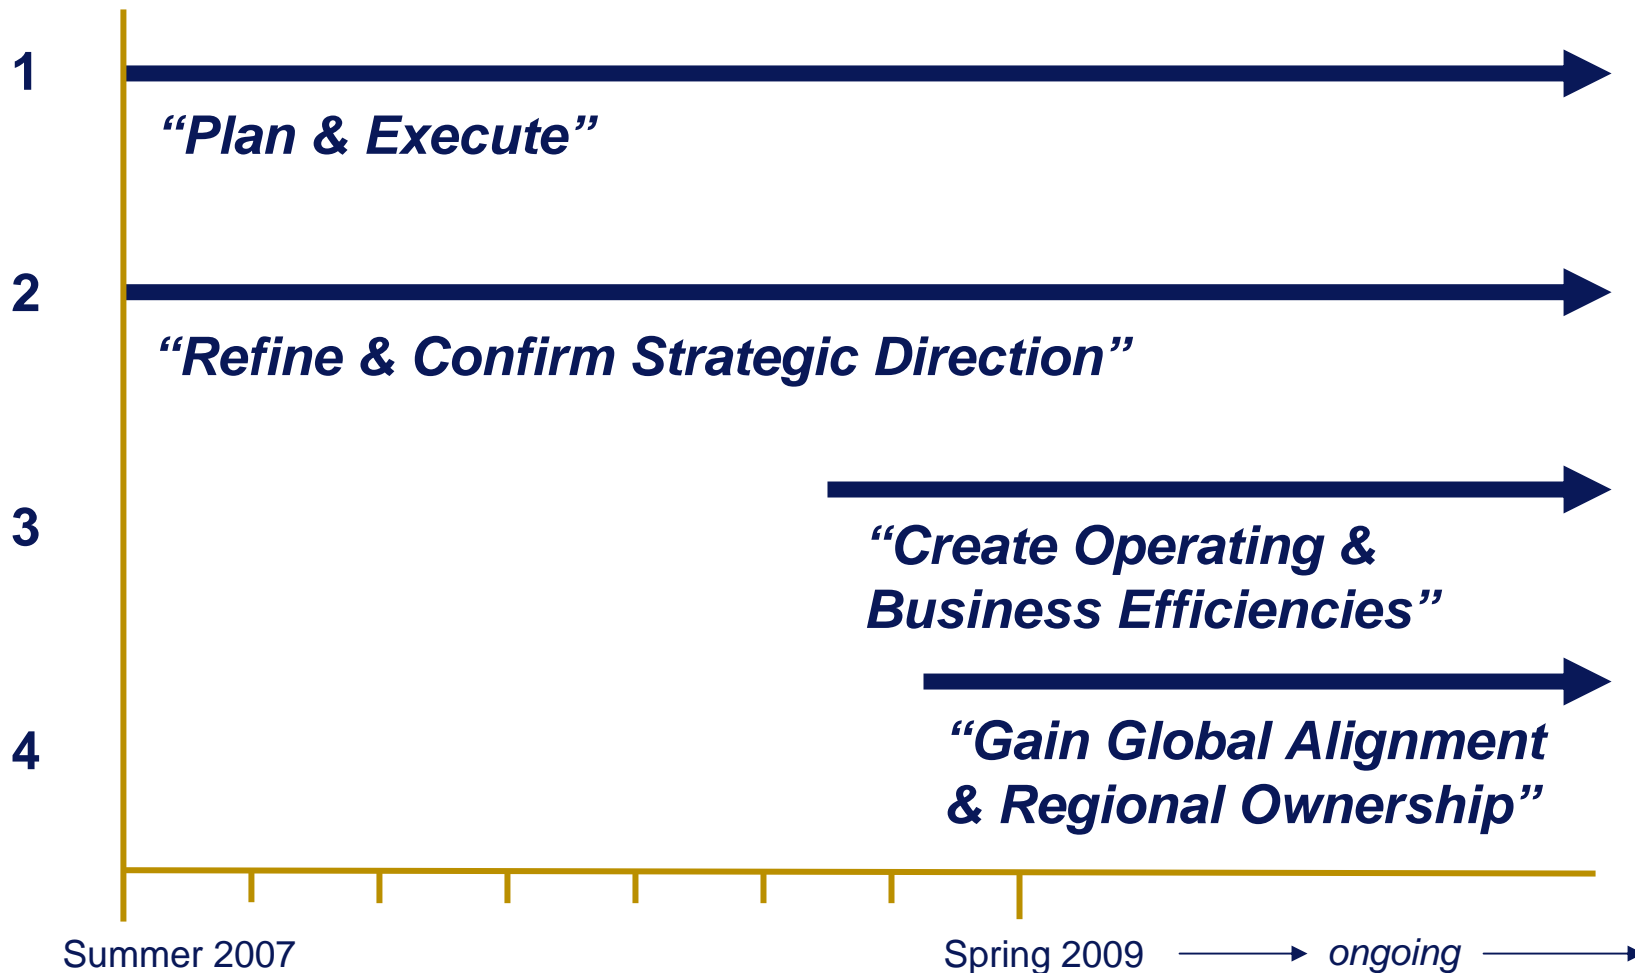 1
“Plan & Execute”
2
“Refine & Confirm Strategic Direction”
3
“Create Operating &
Business Efficiencies”
4
“Gain Global Alignment
& Regional Ownership”
Summer 2007
Spring 2009
ongoing